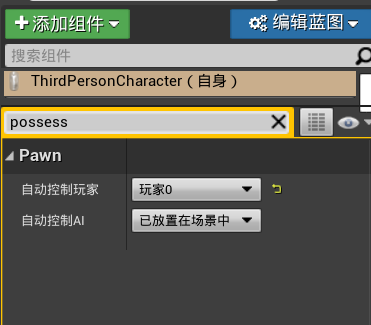 +添加组件 编辑蓝图
搜索组件
ThirdPersonCharacter（自身）
possess
Pawn
自动控制玩家 玩家0
自动控制AI 已放置在场景中